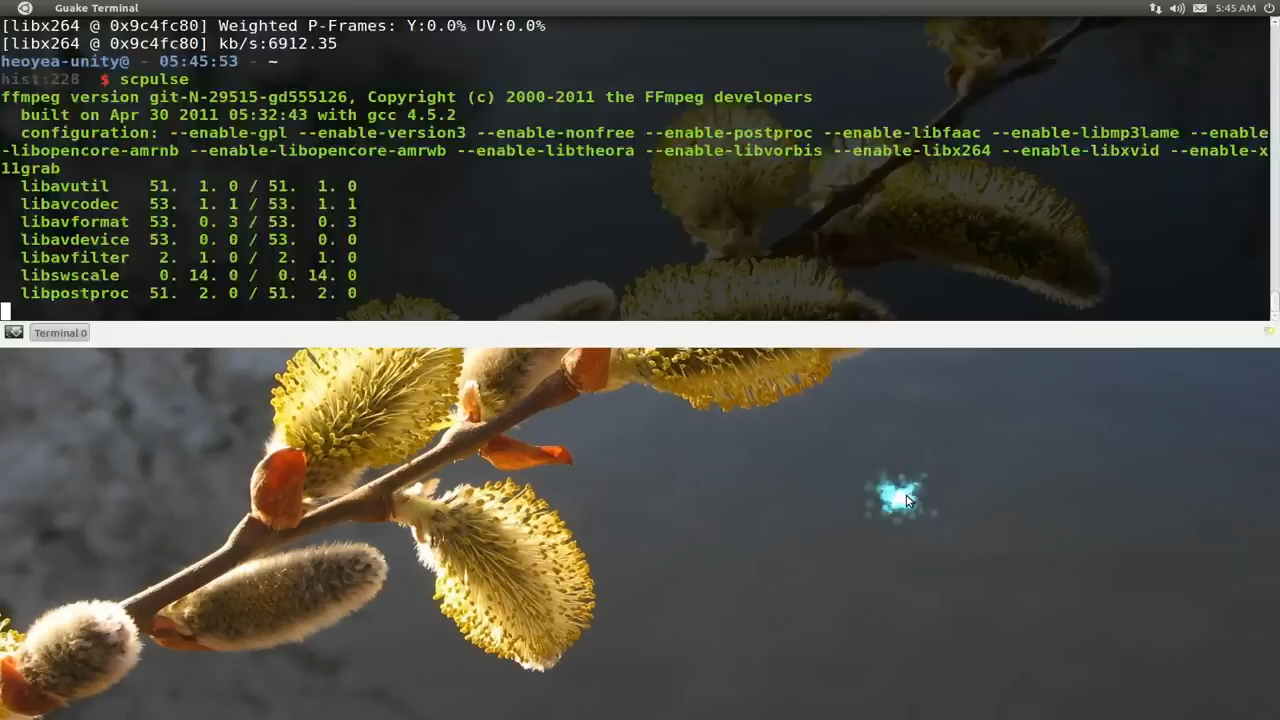 Guake Terminal
5:45 AM
[libx264 @ 0x9c4fc80] Weighted P-Frames: Y:0.0% UV:0.0%
[libx264 @ 0x9c4fc80] kb/s:6912.35
heoyea-unity@ - 05:45:53 - ~
hist:228 $ scpulse
ffmpeg version git-N-29515-gd555126, Copyright (c) 2000-2011 the FFmpeg developers
built on Apr 30 2011 05:32:43 with gcc 4.5.2
configuration: --enable-gpl --enable-version3 --enable-nonfree --enable-postproc --enable-libfaac --enable-libmp3lame --enable
-libopencore-amrnb --enable-libopencore-amrwb --enable-libtheora --enable-libvorbis --enable-libx264 --enable-libxvid --enable-x
11grab
libavutil 51. 1. 0 / 51. 1. 0
libavcodec 53. 1. 1 / 53. 1. 1
libavformat 53. 0. 3 / 53. 0. 3
libavdevice 53. 0. 0 / 53. 0. 0
libavfilter 2. 1. 0 / 2. 1. 0
libswscale 0. 14. 0 / 0. 14. 0
libpostproc 51. 2. 0 / 51. 2. 0
Terminal 0